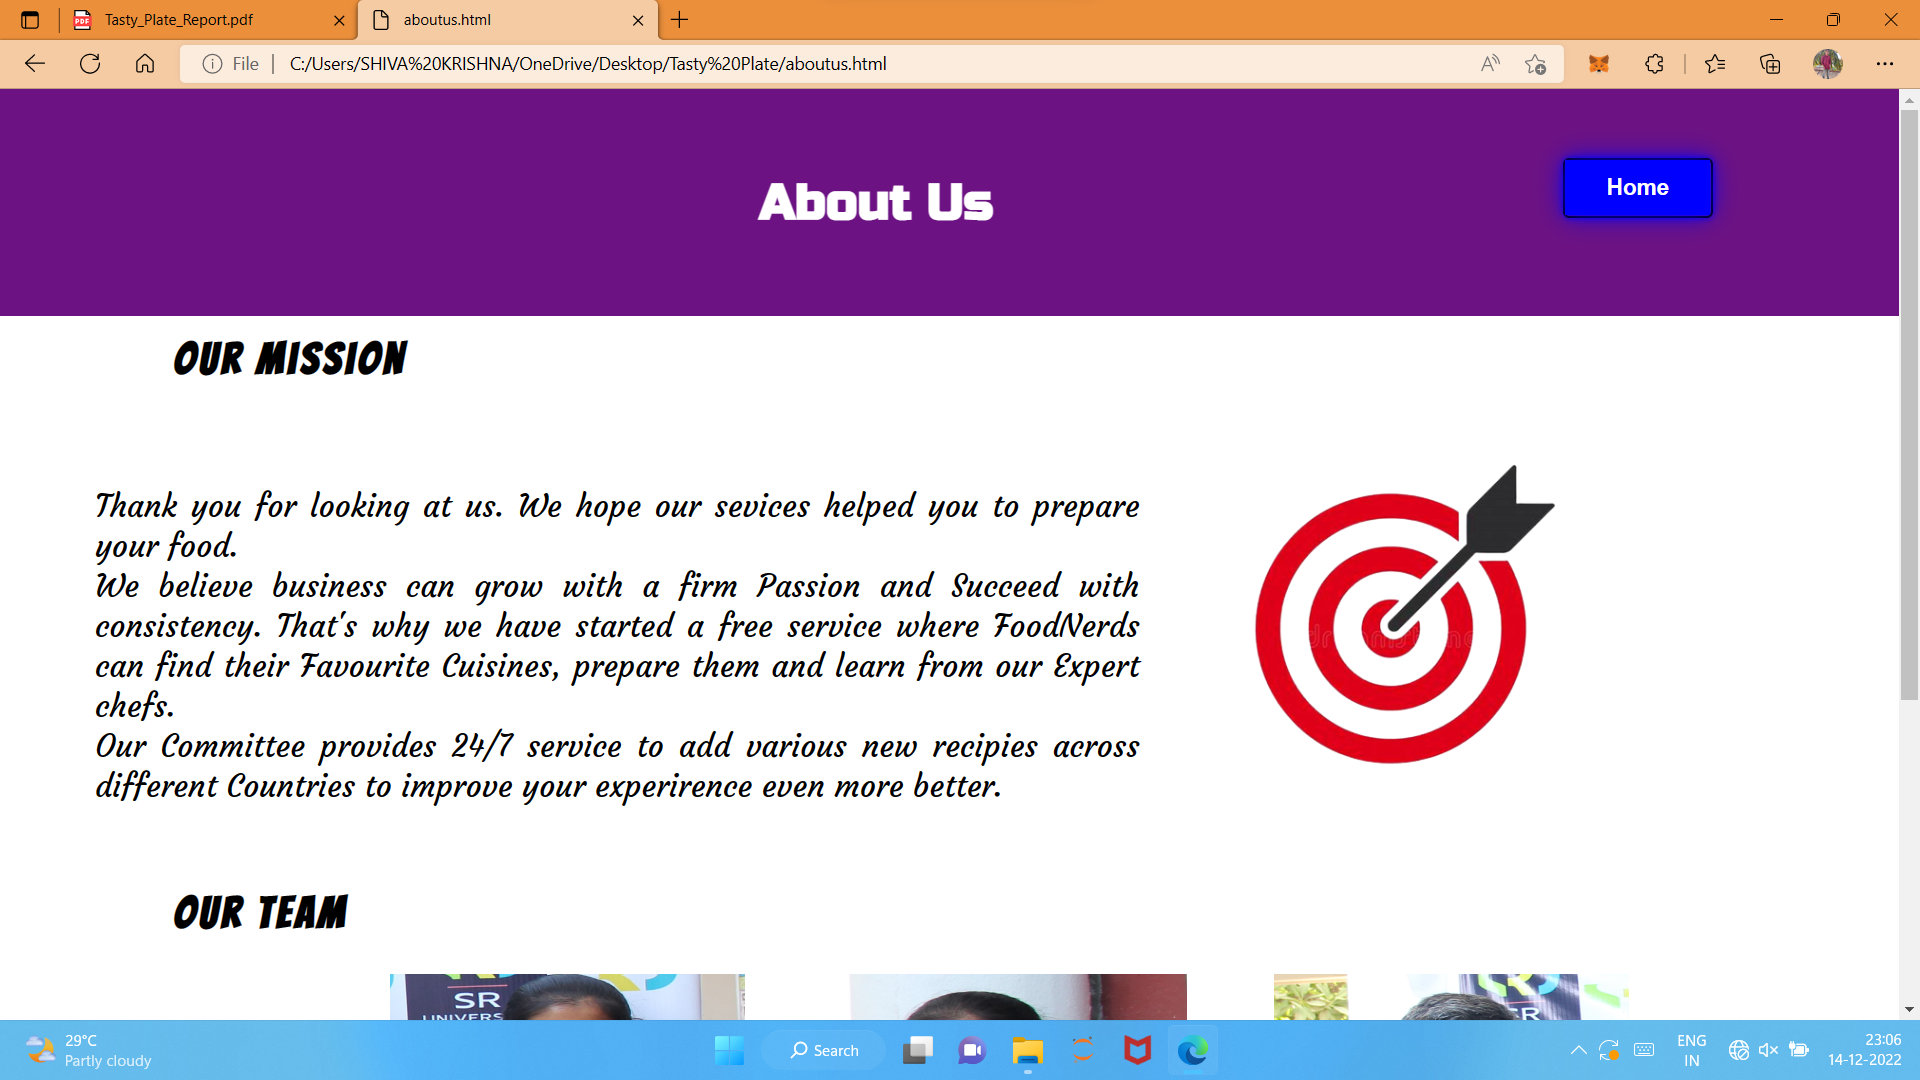 Tasty_Plate_Report.pdf
aboutus.html
File
C:/Users/SHIVA%20KRISHNA/OneDrive/Desktop/Tasty%20Plate/aboutus.html
About Us
Home
OUR MISSION
Thank you for looking at us. We hope our sevices helped you to prepare
your food.
We believe business can grow with a firm Passion and Succeed with
consistency. That's why we have started a free service where FoodNerds
can find their Favourite Cuisines, prepare them and learn from our Expert
chefs.
Our Committee provides 24/7 service to add various new recipies across
different Countries to improve your experirence even more better.
OUR TEAM
SR
UNIVERS
SR
29°C
Partly cloudy
Search
ENG
IN
23:06
14-12-2022